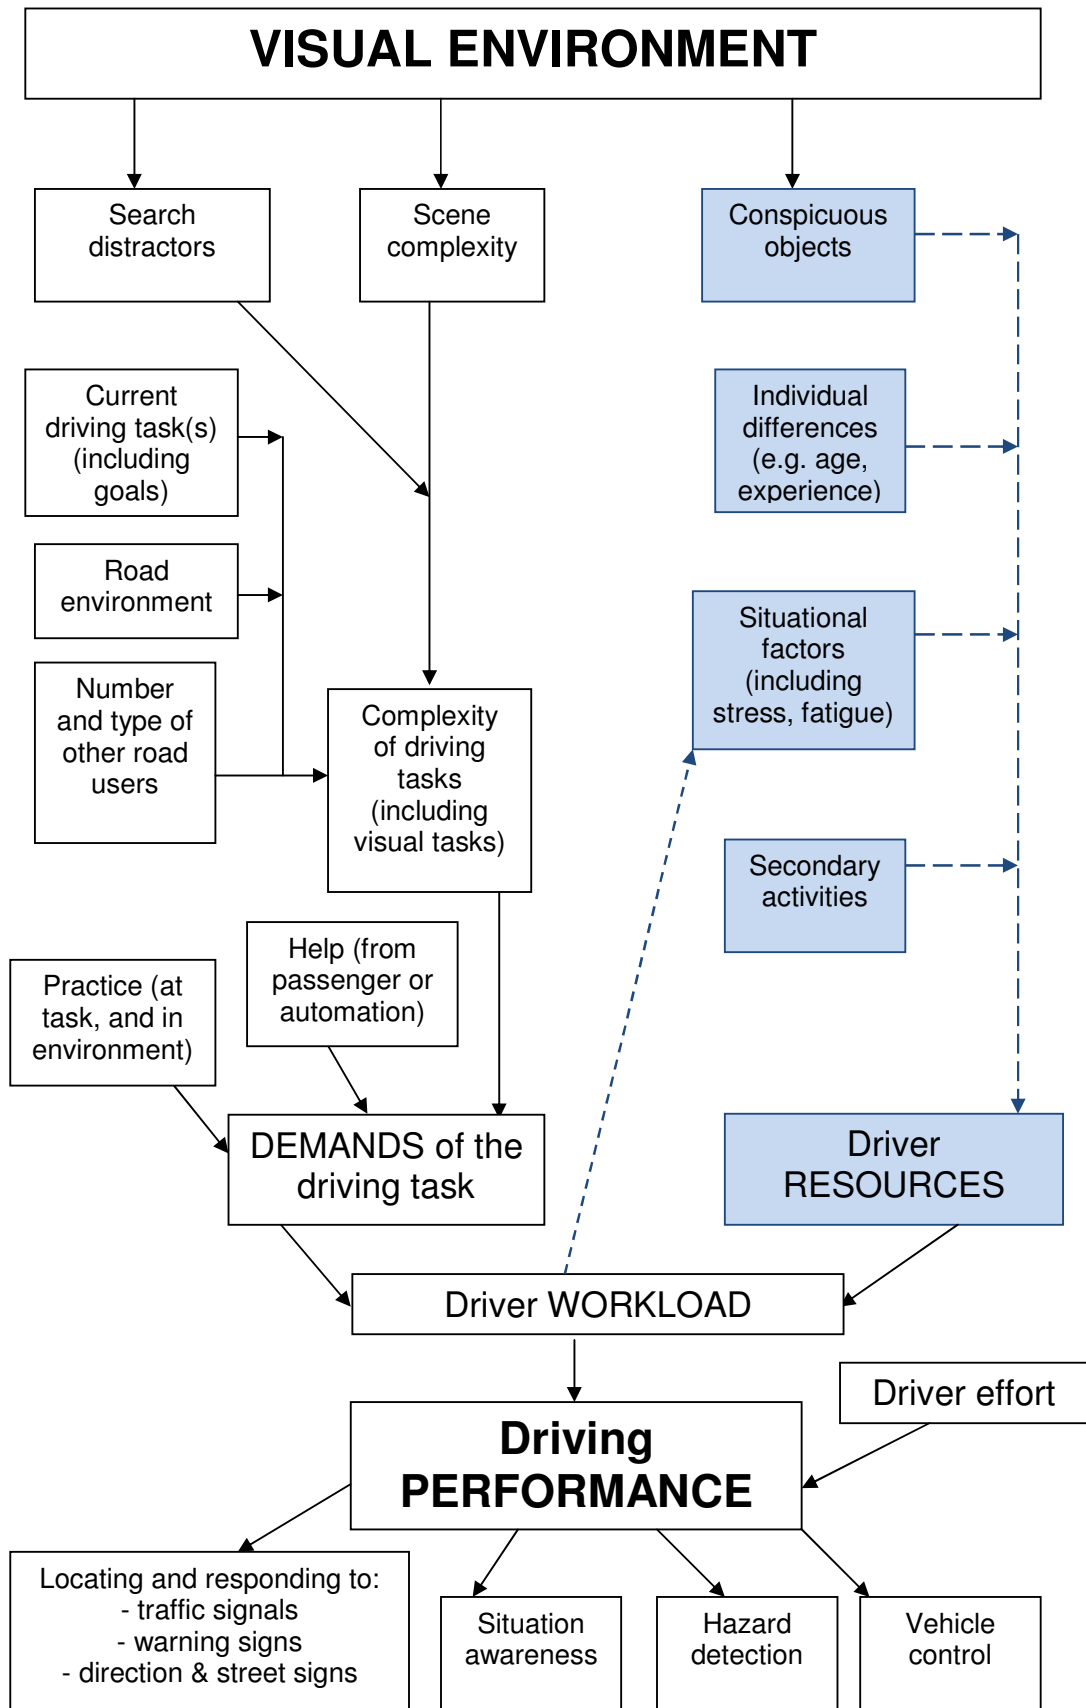 VISUAL ENVIRONMENT
Search
distractors
Scene
complexity
Conspicuous
objects
Current
driving task(s)
(including
goals)
Individual
differences
(e.g. age,
experience)
Road
environment
Situational
factors
(including
stress, fatigue)
Number
and type of
other road
users
Complexity
of driving
tasks
(including
visual tasks)
Secondary
activities
Help (from
passenger or
automation)
Practice (at
task, and in
environment)
DEMANDS of the
driving task
Driver
RESOURCES
Driver WORKLOAD
Driver effort
Driving
PERFORMANCE
Locating and responding to:
- traffic signals
- warning signs
- direction & street signs
Situation
awareness
Hazard
detection
Vehicle
control